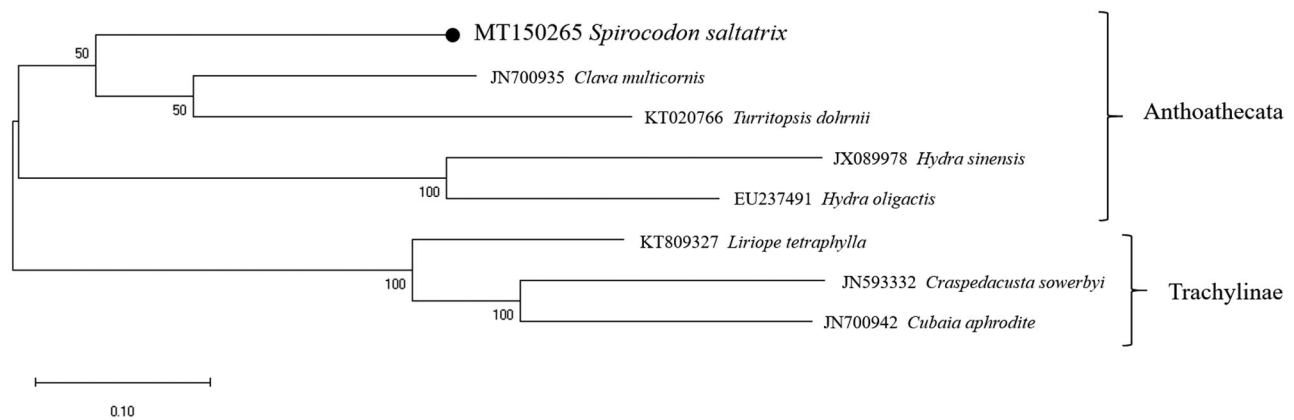 MT150265 Spirocodon saltatrix
50
JN700935 Clava multicornis
50
KT020766 Turritopsis dohrnii
Anthoathecata
JX089978 Hydra sinensis
100
EU237491 Hydra oligactis
KT809327 Liriope tetraphylla
100
JN593332 Craspedacusta sowerbyi
Trachylinae
100
JN700942 Cubaia aphrodite
0.10